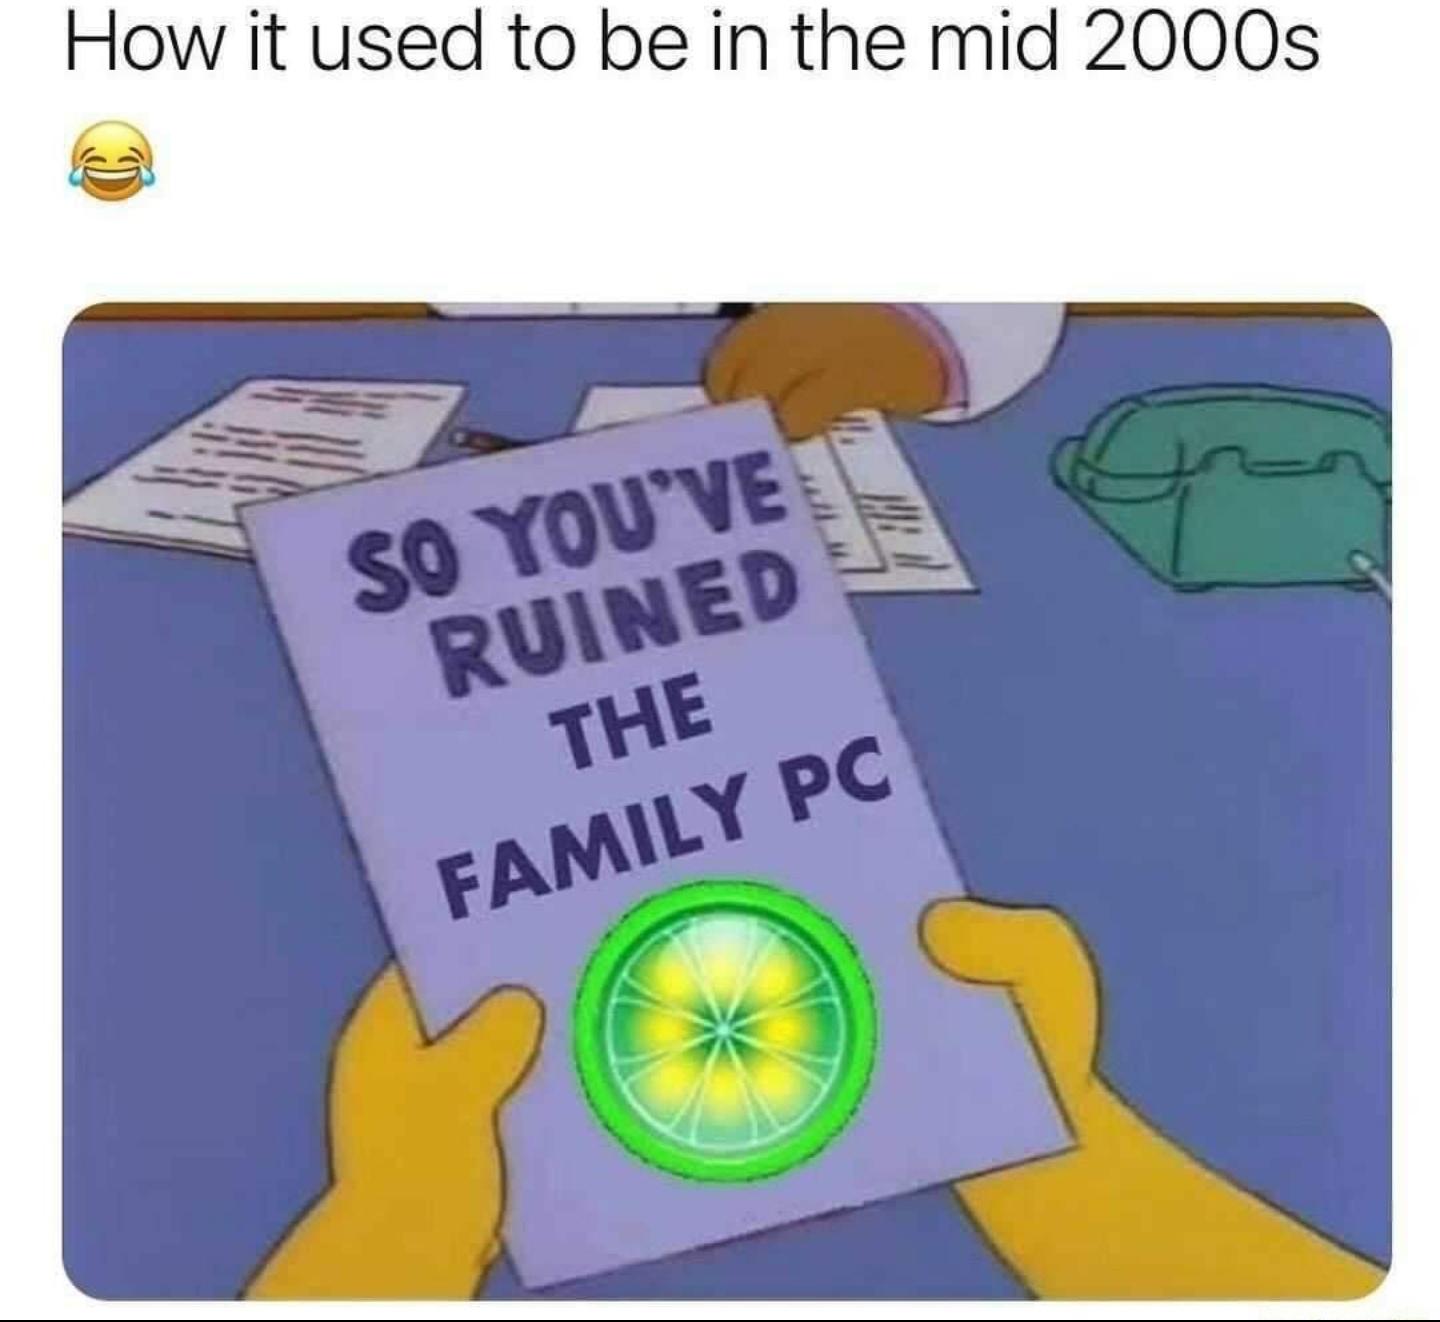 How it used to be in the mid 2000s
😂
SO YOU'VE
RUINED
THE
FAMILY PC